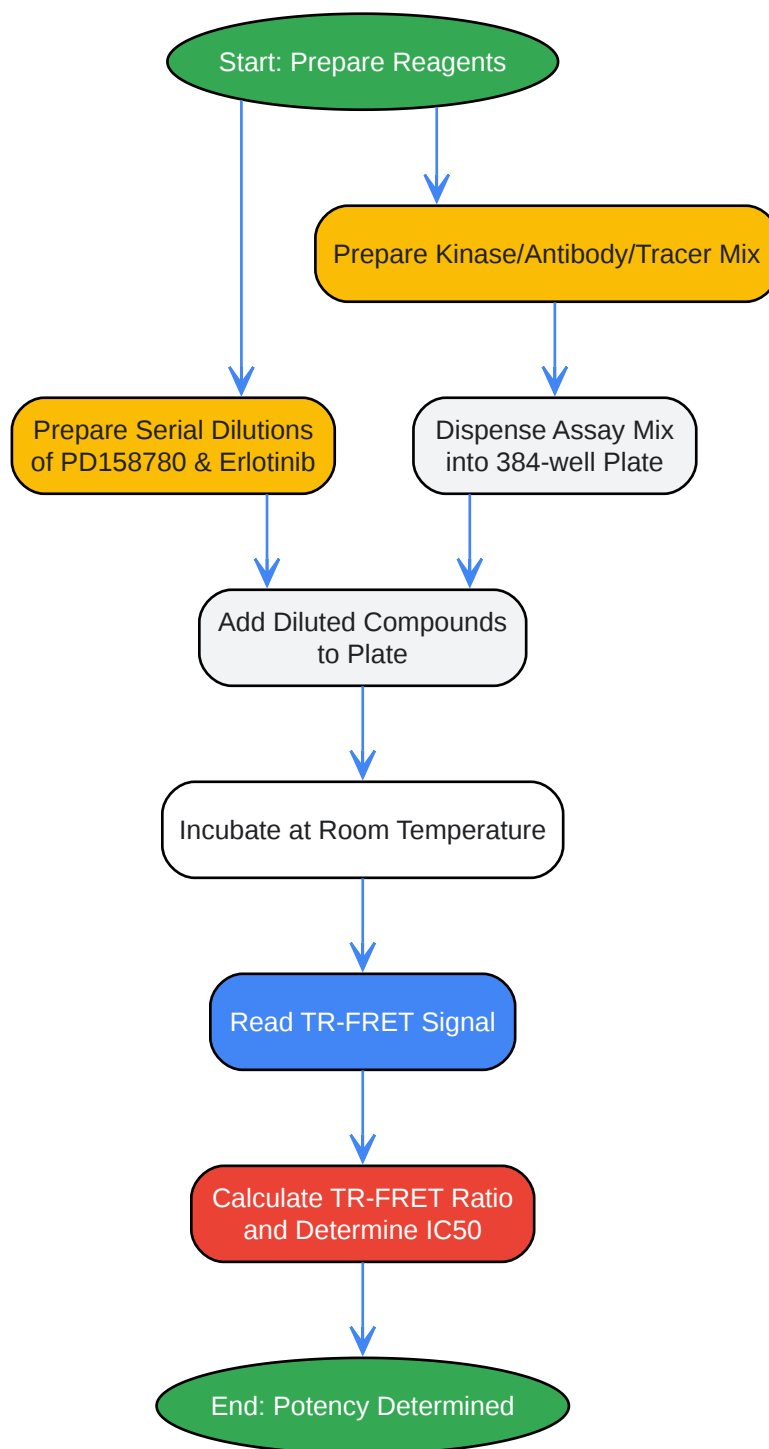 Start: Prepare Reagents
Prepare Kinase/Antibody/Tracer Mix
Prepare Serial Dilutions
of PD158780 & Erlotinib
Dispense Assay Mix
into 384-well Plate
Add Diluted Compounds
to Plate
Incubate at Room Temperature
Read TR-FRET Signal
Calculate TR-FRET Ratio
and Determine IC50
End: Potency Determined